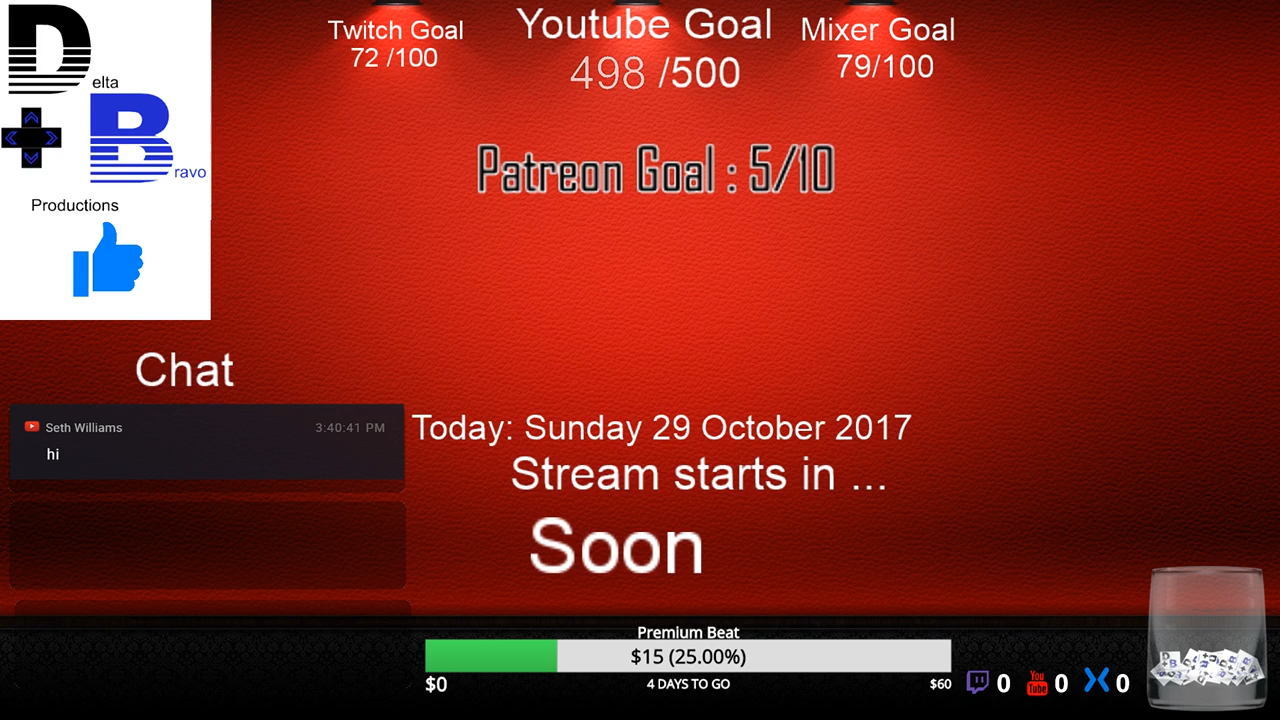 D
elta
B
ravo
Productions
Twitch Goal
72 /100
Youtube Goal
498 /500
Mixer Goal
79/100
Patreon Goal : 5/10
Chat
Seth Williams 3:40:41 PM
hi
Today: Sunday 29 October 2017
Stream starts in ...
Soon
Premium Beat
$15 (25.00%)
$0 4 DAYS TO GO $60
0 You Tube 0 0